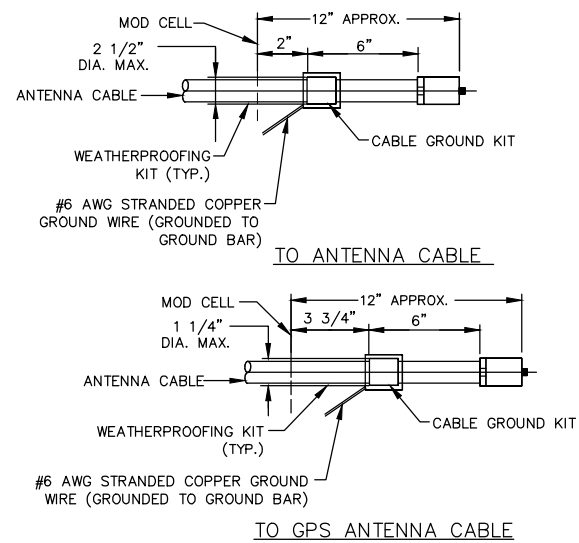 12" APPROX.
MOD CELL
2"
6"
2 1/2"
DIA. MAX.
ANTENNA CABLE
CABLE GROUND KIT
WEATHERPROOFING
KIT (TYP.)
#6 AWG STRANDED COPPER
GROUND WIRE (GROUNDED TO
GROUND BAR)
TO ANTENNA CABLE
12" APPROX.
MOD CELL
3 3/4"
6"
1 1/4"
DIA. MAX.
ANTENNA CABLE
CABLE GROUND KIT
WEATHERPROOFING KIT
(TYP.)
#6 AWG STRANDED COPPER GROUND
WIRE (GROUNDED TO GROUND BAR)
TO GPS ANTENNA CABLE